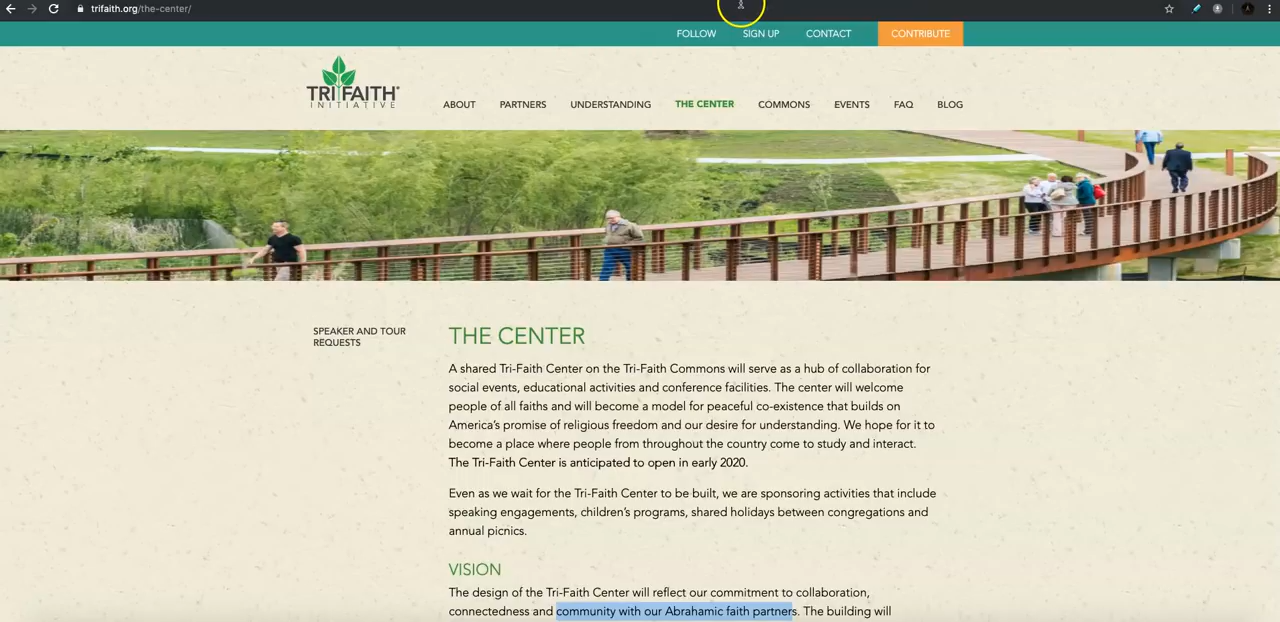 trifaith.org/the-center/
FOLLOW SIGN UP CONTACT CONTRIBUTE
TRI FAITH
INITIATIVE
ABOUT PARTNERS UNDERSTANDING THE CENTER COMMONS EVENTS FAQ BLOG
SPEAKER AND TOUR
REQUESTS
THE CENTER
A shared Tri-Faith Center on the Tri-Faith Commons will serve as a hub of collaboration for
social events, educational activities and conference facilities. The center will welcome
people of all faiths and will become a model for peaceful co-existence that builds on
America's promise of religious freedom and our desire for understanding. We hope for it to
become a place where people from throughout the country come to study and interact.
The Tri-Faith Center is anticipated to open in early 2020.
Even as we wait for the Tri-Faith Center to be built, we are sponsoring activities that include
speaking engagements, children's programs, shared holidays between congregations and
annual picnics.
VISION
The design of the Tri-Faith Center will reflect our commitment to collaboration,
connectedness and community with our Abrahamic faith partners. The building will